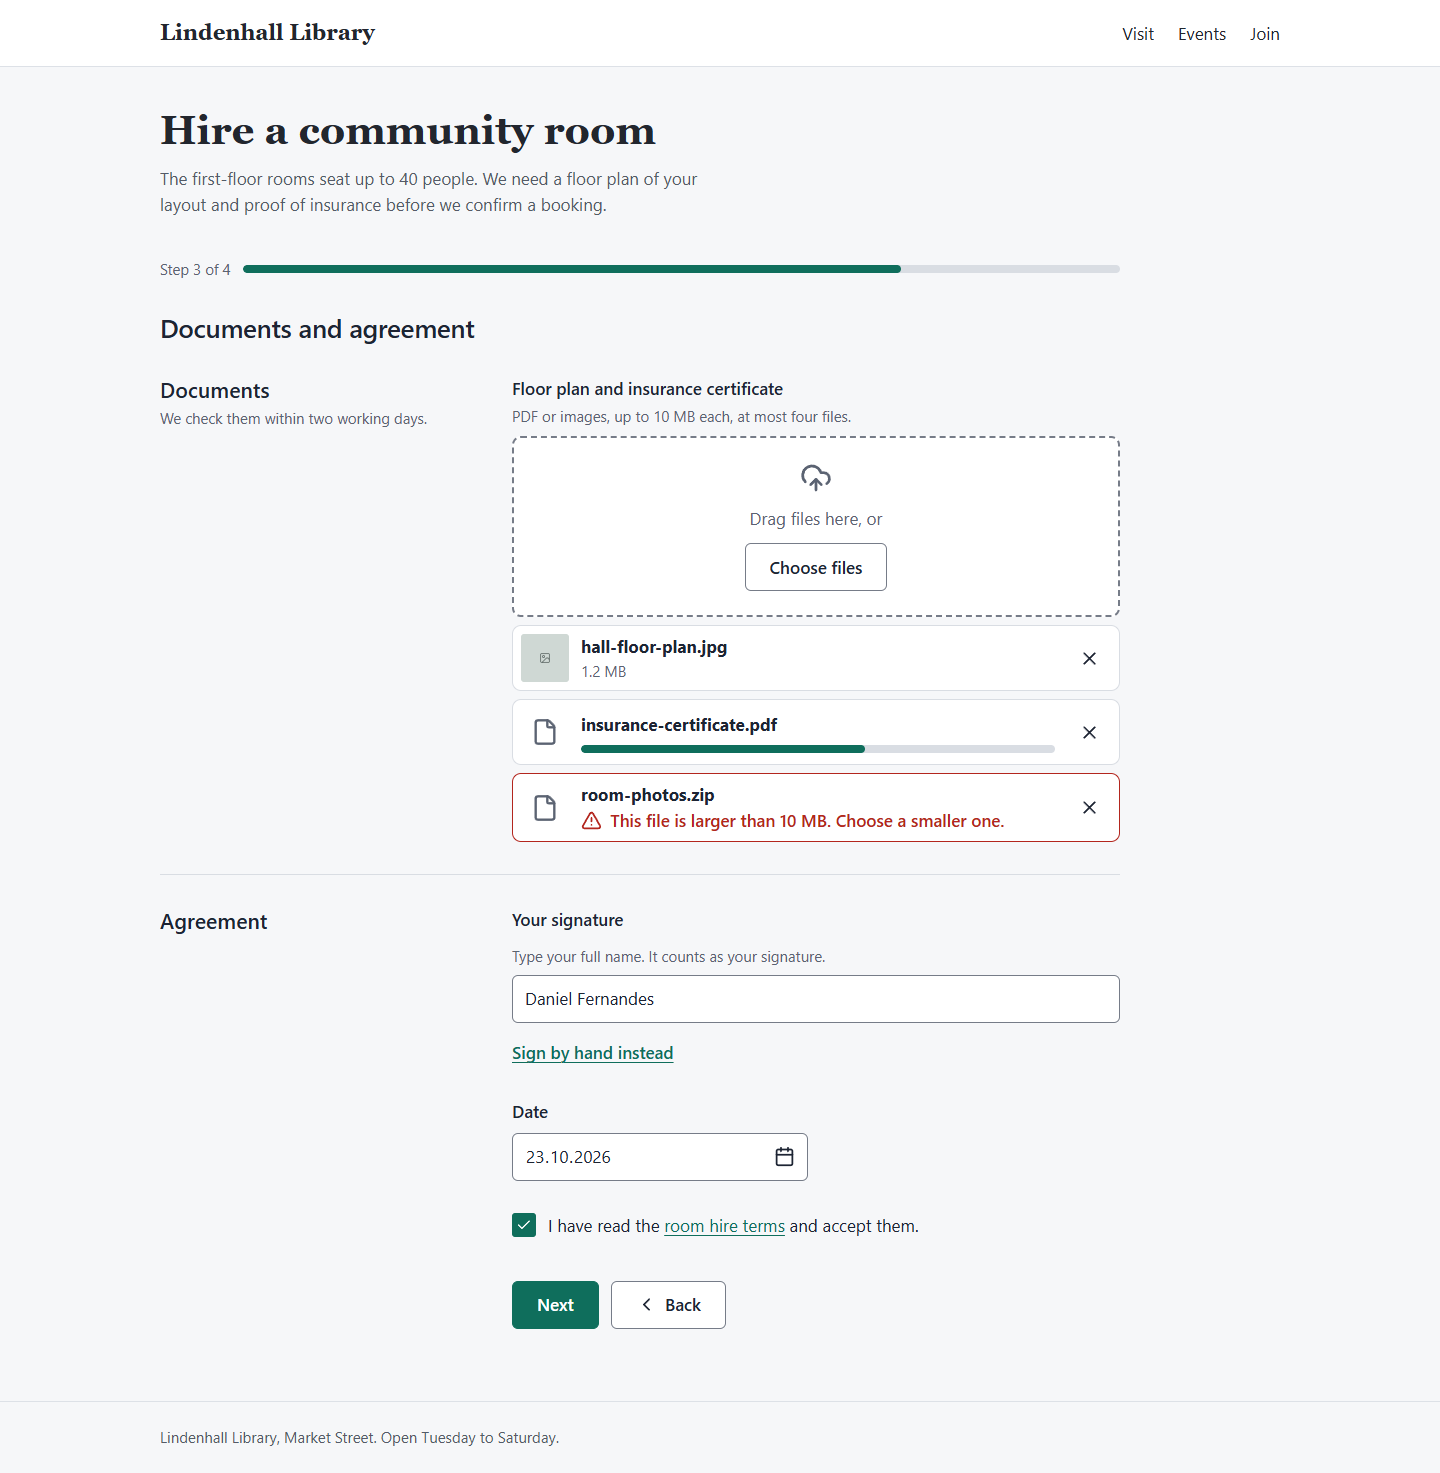 Lindenhall Library
Visit Events Join
Hire a community room
The first-floor rooms seat up to 40 people. We need a floor plan of your
layout and proof of insurance before we confirm a booking.
Step 3 of 4
Documents and agreement
Documents
We check them within two working days.
Floor plan and insurance certificate
PDF or images, up to 10 MB each, at most four files.
Drag files here, or
Choose files
hall-floor-plan.jpg
1.2 MB
insurance-certificate.pdf
room-photos.zip
This file is larger than 10 MB. Choose a smaller one.
Agreement
Your signature
Type your full name. It counts as your signature.
Daniel Fernandes
Sign by hand instead
Date
23.10.2026
I have read the room hire terms and accept them.
Next
Back
Lindenhall Library, Market Street. Open Tuesday to Saturday.